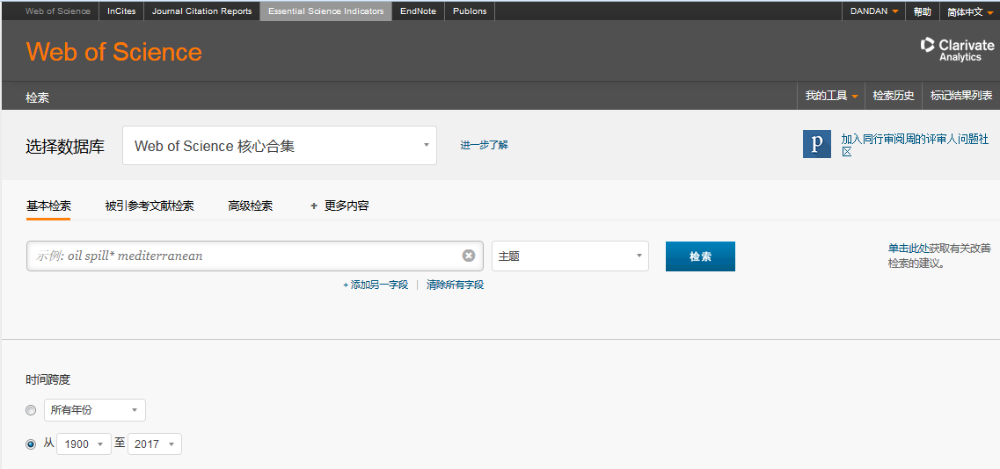 Web of Science InCites Journal Citation Reports Essential Science Indicators EndNote Publons DANDAN 帮助 简体中文
Web of Science
Clarivate
Analytics
检索 我的工具 检索历史 标记结果列表
选择数据库 Web of Science 核心合集 进一步了解
p 加入同行审阅周的评审人问题社
区
基本检索 被引参考文献检索 高级检索 + 更多内容
示例: oil spill* mediterranean 主题 检索
单击此处获取有关改善
检索的建议。
+ 添加另一字段 | 清除所有字段
时间跨度
所有年份
从 1900 至 2017